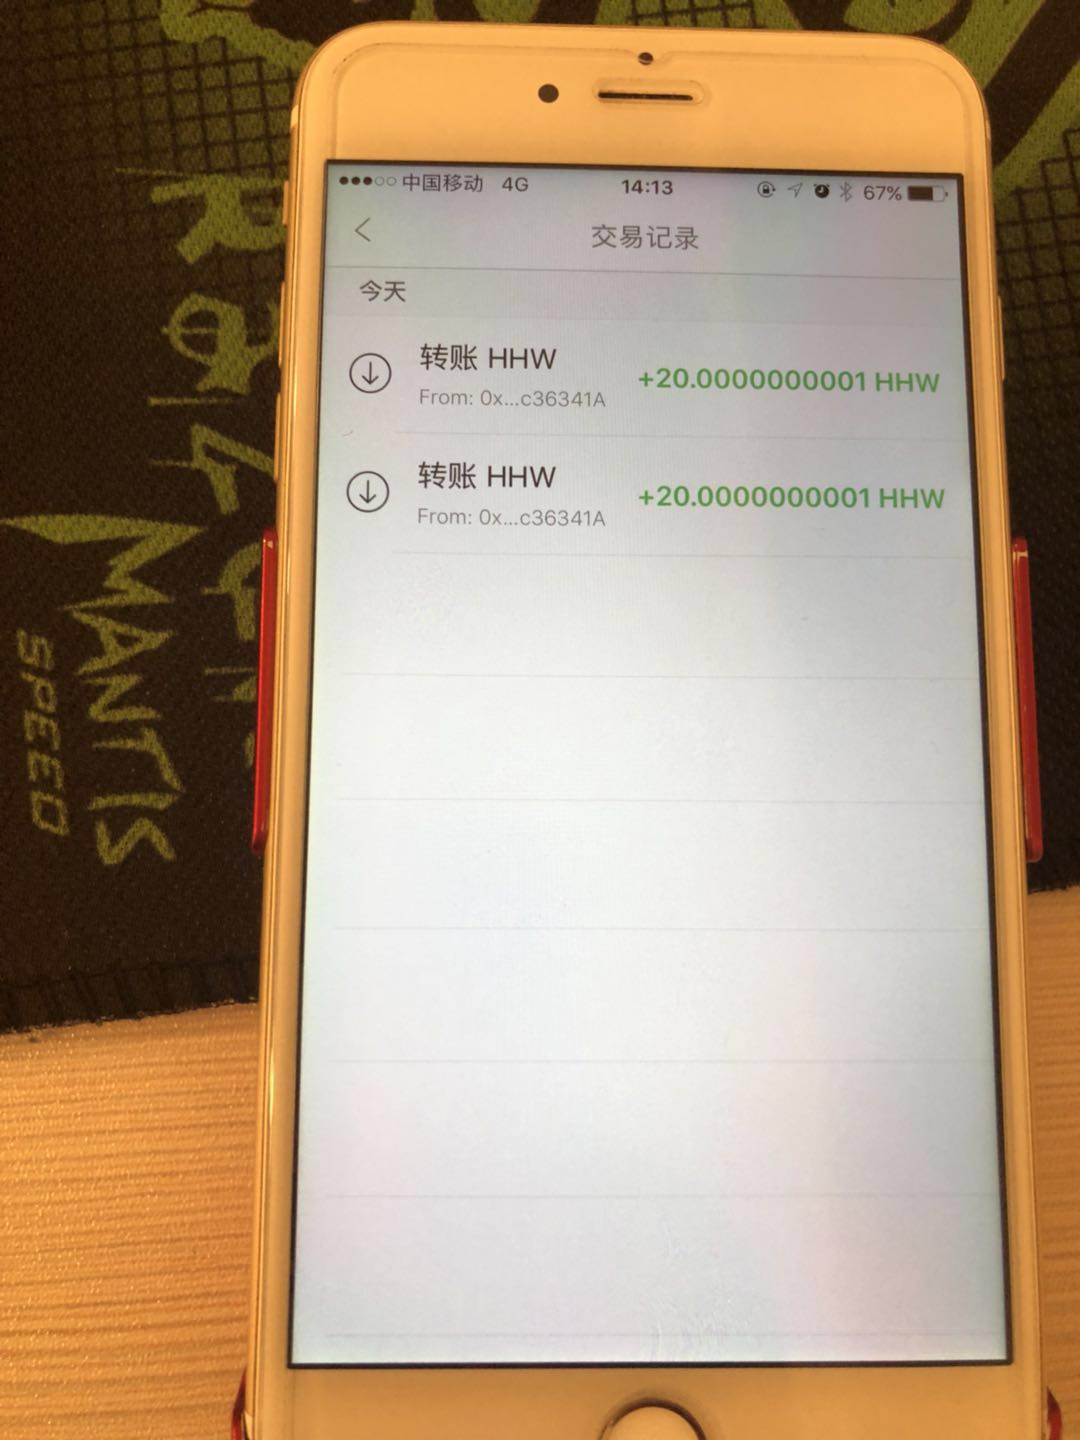 中国移动 4G 14:13 67%
交易记录
今天
转账 HHW
+20.0000000001 HHW
From: 0x...c36341A
转账 HHW
+20.0000000001 HHW
From: 0x...c36341A
MANTIS
SPEED